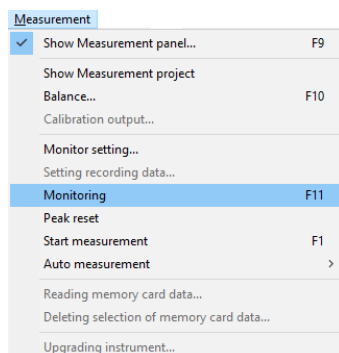 Measurement
Show Measurement panel... F9
Show Measurement project
Balance... F10
Calibration output...
Monitor setting...
Setting recording data...
Monitoring F11
Peak reset
Start measurement F1
Auto measurement
Reading memory card data...
Deleting selection of memory card data...
Upgrading instrument...